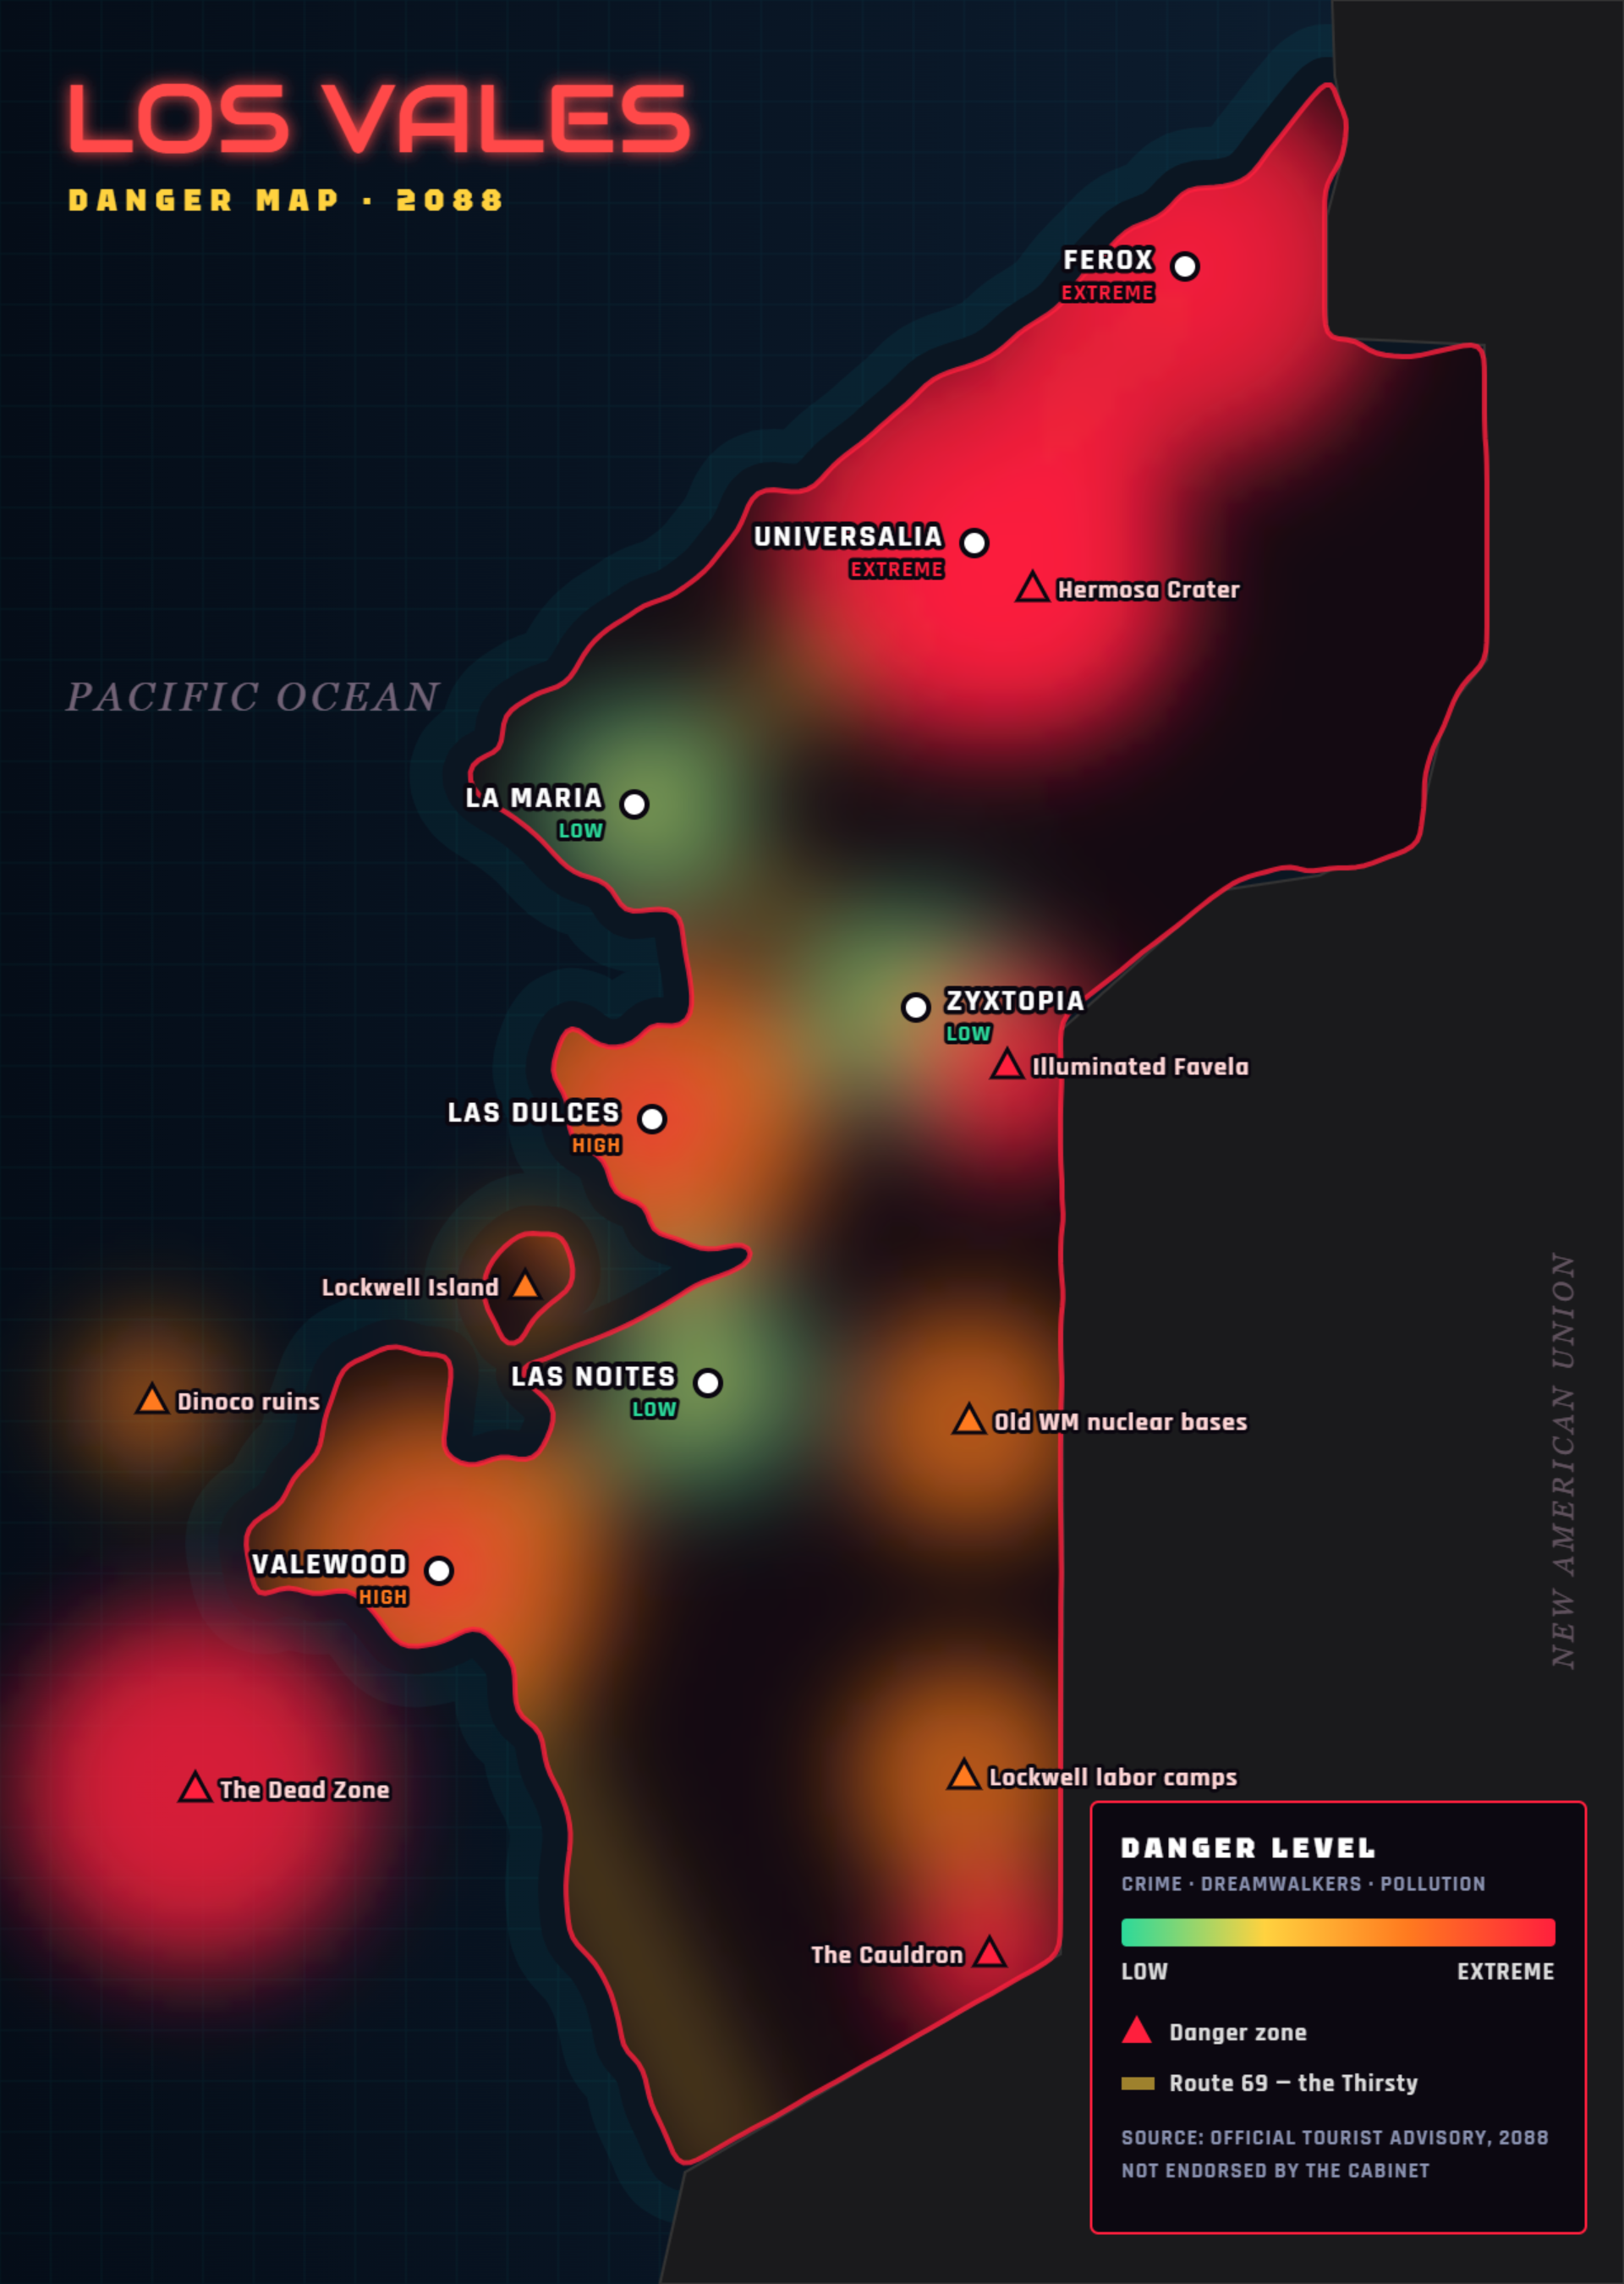 LOS VALES
DANGER MAP · 2088
FEROX
EXTREME
UNIVERSALIA
EXTREME
Hermosa Crater
PACIFIC OCEAN
LA MARIA
LOW
ZYXTOPIA
LOW
Illuminated Favela
LAS DULCES
HIGH
Lockwell Island
LAS NOITES
LOW
Dinoco ruins
Old WM nuclear bases
NEW AMERICAN UNION
VALEWOOD
HIGH
The Dead Zone
Lockwell labor camps
The Cauldron
DANGER LEVEL
CRIME · DREAMWALKERS · POLLUTION
LOW EXTREME
Danger zone
Route 69 — the Thirsty
SOURCE: OFFICIAL TOURIST ADVISORY, 2088
NOT ENDORSED BY THE CABINET